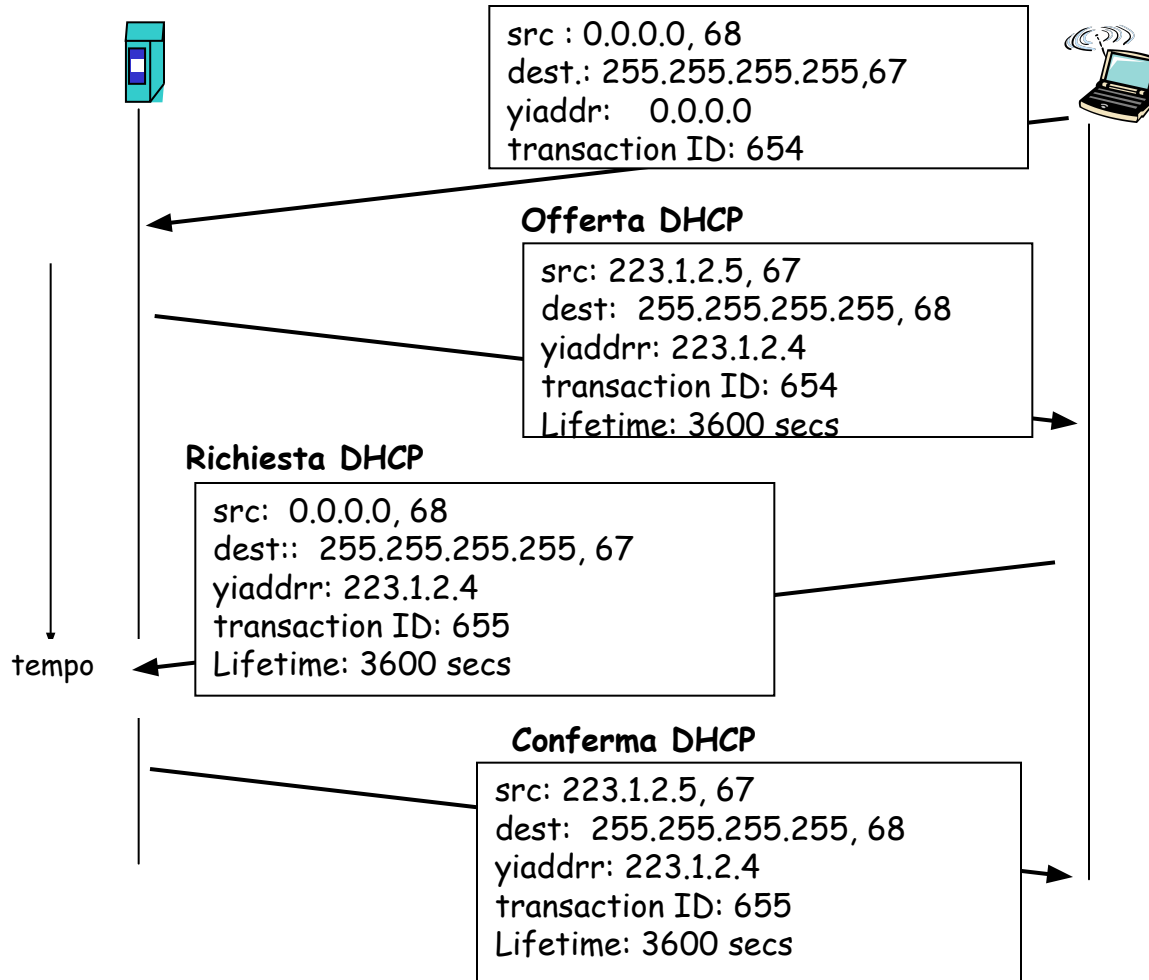 src : 0.0.0.0, 68
dest.: 255.255.255.255,67
yiaddr: 0.0.0.0
transaction ID: 654
Offerta DHCP
src: 223.1.2.5, 67
dest: 255.255.255.255, 68
yiaddrr: 223.1.2.4
transaction ID: 654
Lifetime: 3600 secs
Richiesta DHCP
src: 0.0.0.0, 68
dest:: 255.255.255.255, 67
yiaddrr: 223.1.2.4
transaction ID: 655
Lifetime: 3600 secs
tempo
Conferma DHCP
src: 223.1.2.5, 67
dest: 255.255.255.255, 68
yiaddrr: 223.1.2.4
transaction ID: 655
Lifetime: 3600 secs